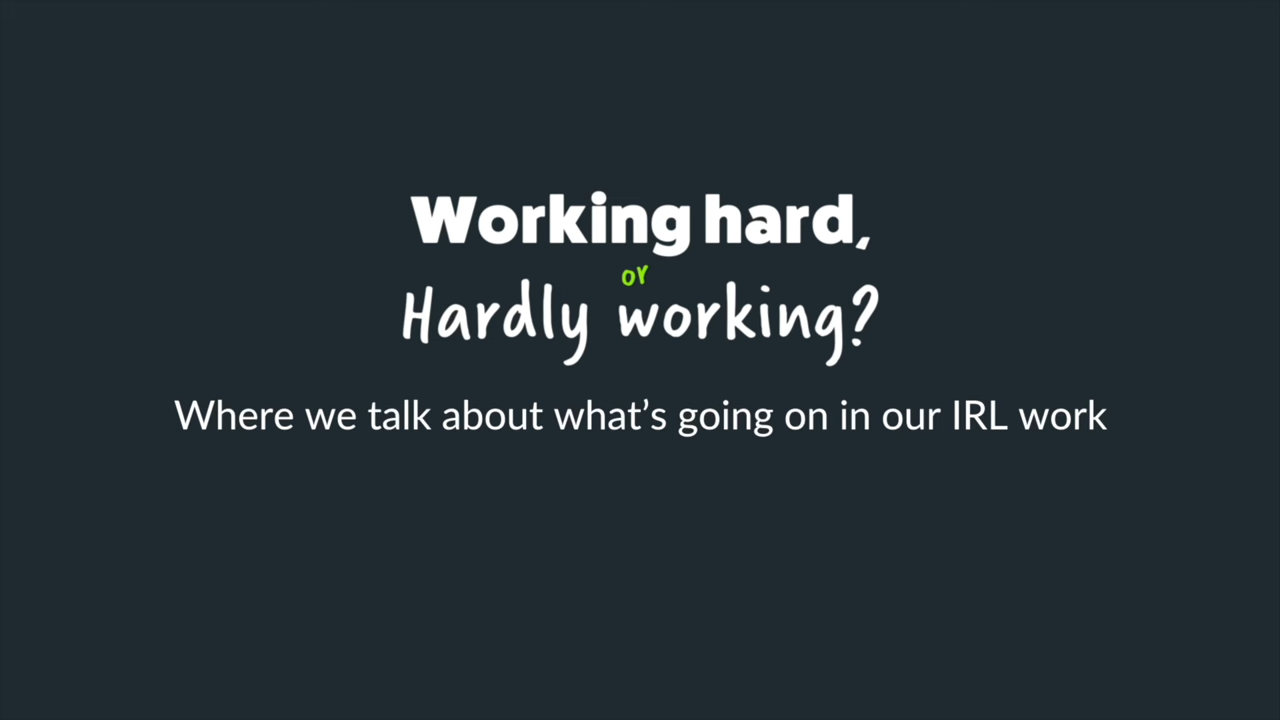 Working hard,
or
Hardly working?
Where we talk about what’s going on in our IRL work